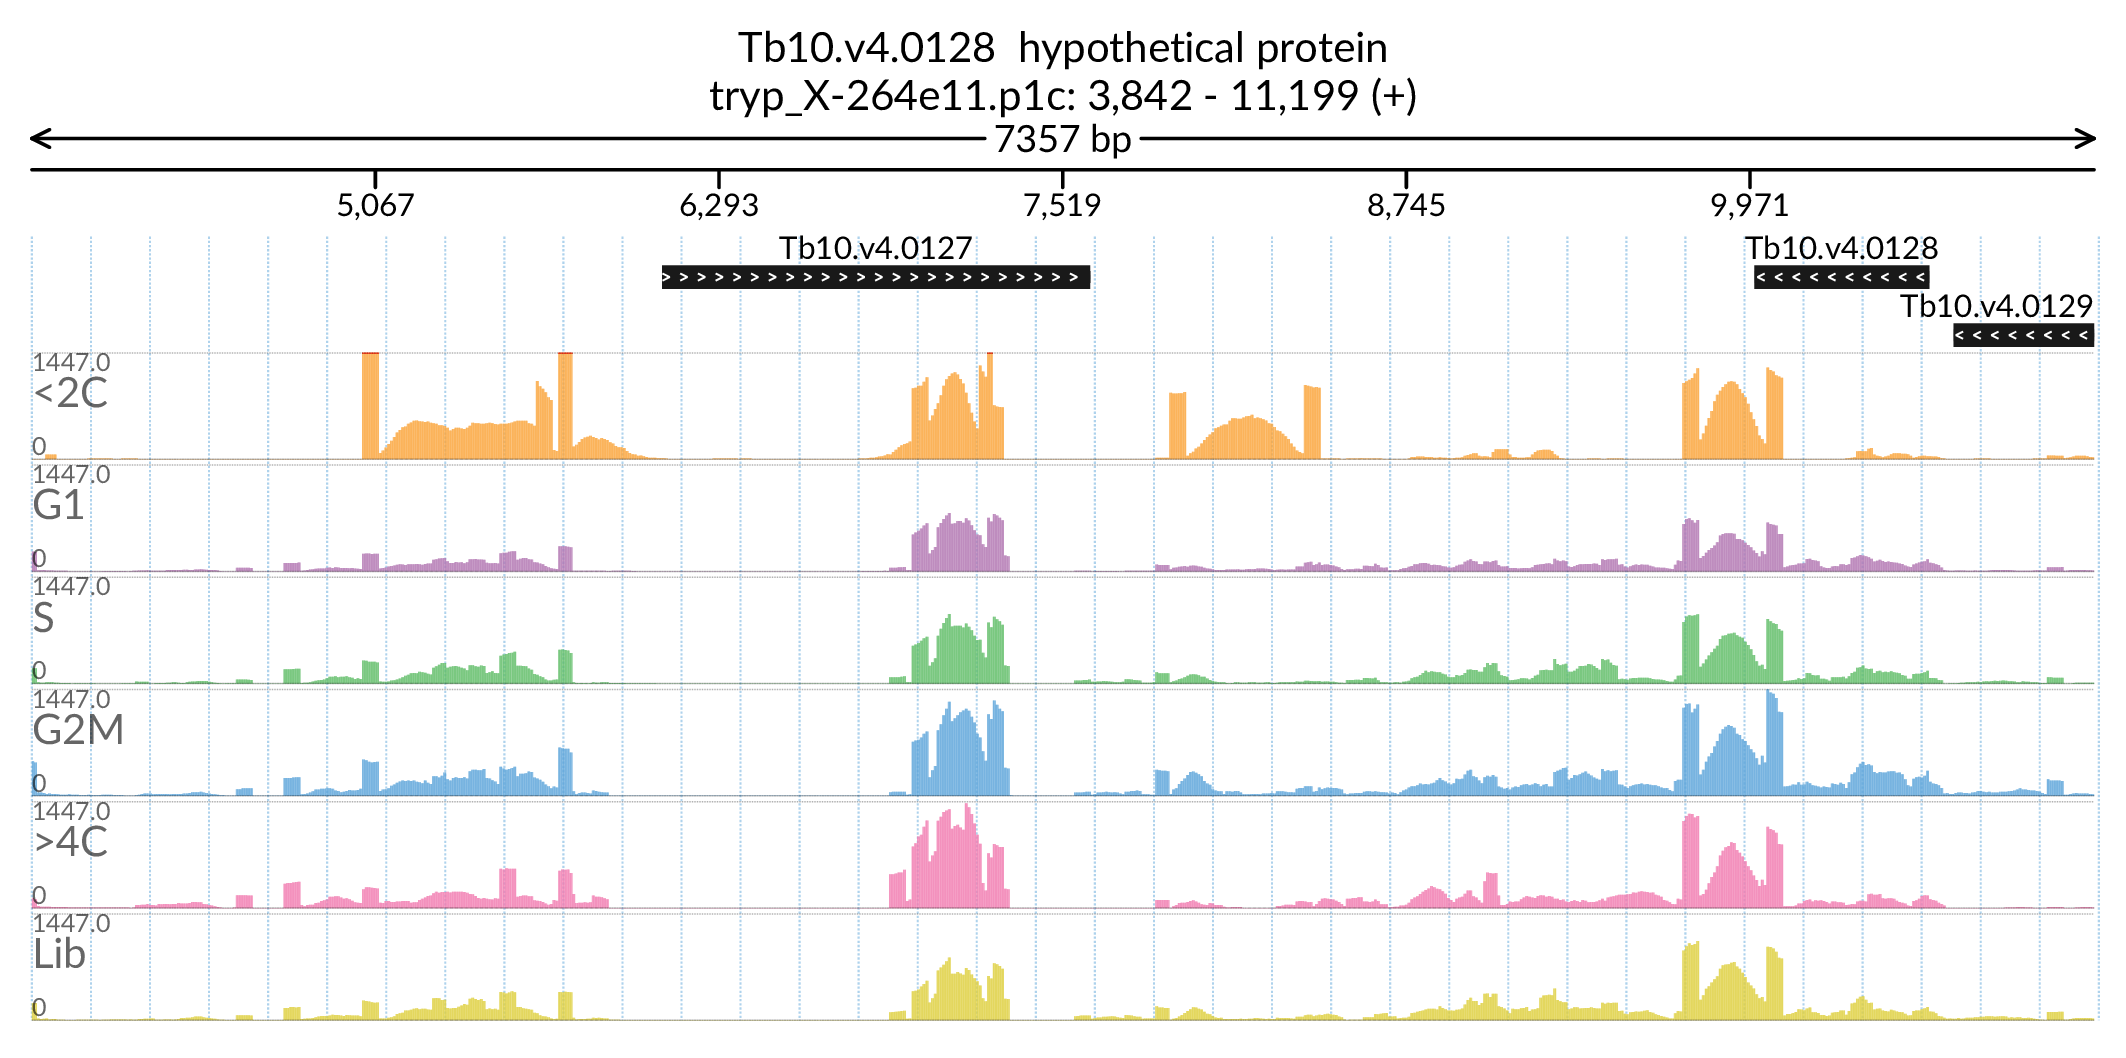 Tb10.v4.0128  hypothetical protein
tryp_X-264e11.p1c: 3,842 - 11,199 (+)
7357 bp
5,067 6,293 7,519 8,745 9,971
Tb10.v4.0127 Tb10.v4.0128
Tb10.v4.0129
1447.0
<2C
0
1447.0
G1
0
1447.0
S
0
1447.0
G2M
0
1447.0
>4C
0
1447.0
Lib
0